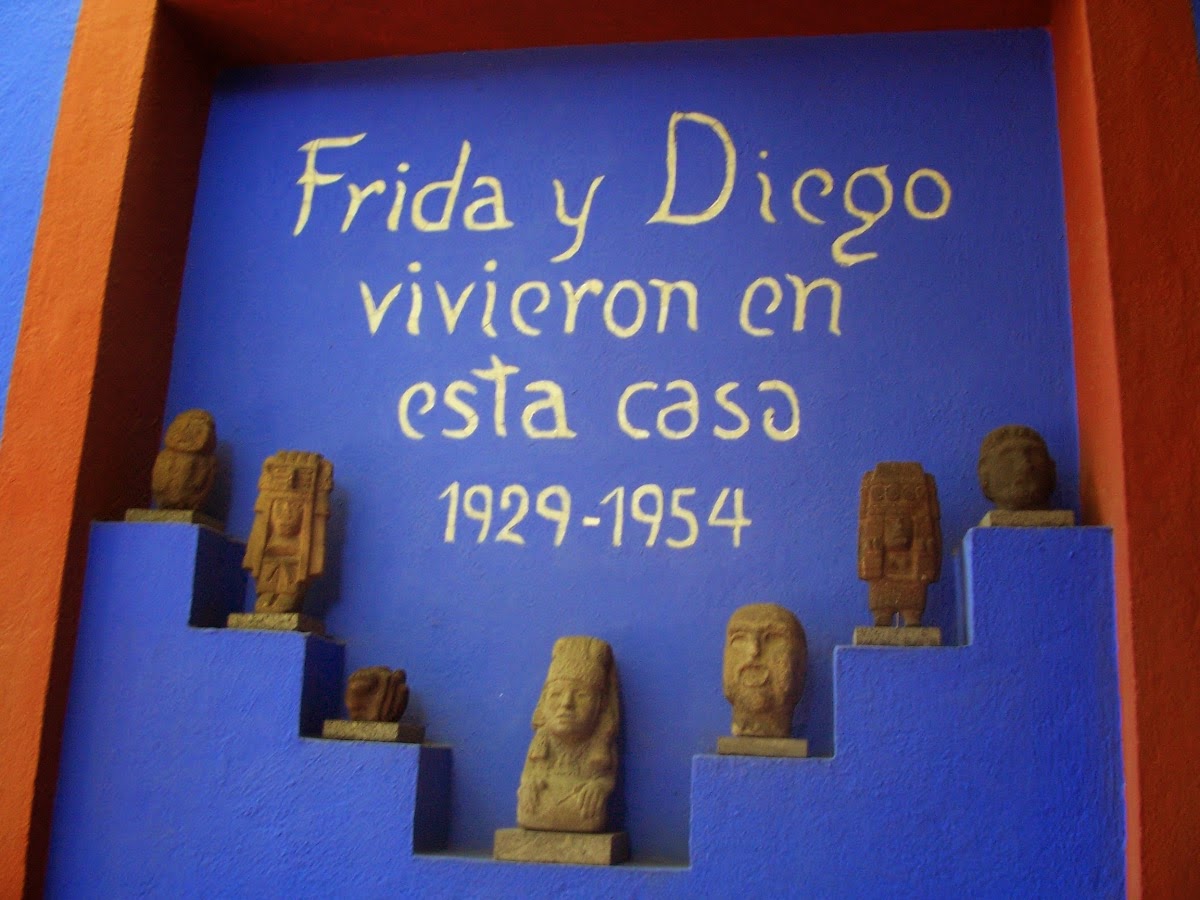 Frida y Diego
vivieron en
esta casa
1929-1954